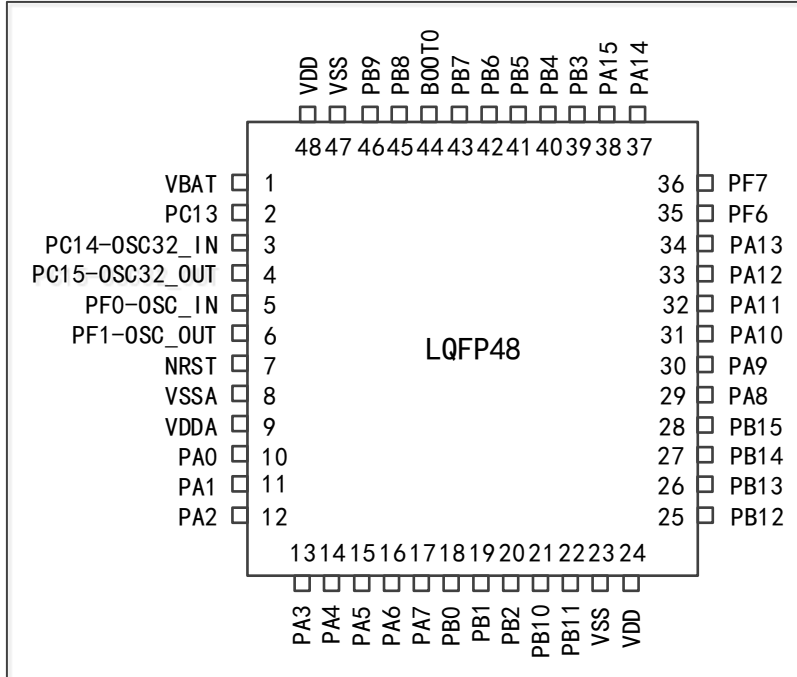 VDD VSS PB9 PB8 BOOT0 PB7 PB6 PB5 PB4 PB3 PA15 PA14
48 47 46 45 44 43 42 41 40 39 38 37
VBAT 1 36 PF7
PC13 2 35 PF6
PC14-OSC32_IN 3 34 PA13
PC15-OSC32_OUT 4 33 PA12
PF0-OSC_IN 5 32 PA11
PF1-OSC_OUT 6 31 PA10
LQFP48
NRST 7 30 PA9
VSSA 8 29 PA8
VDDA 9 28 PB15
PA0 10 27 PB14
PA1 11 26 PB13
PA2 12 25 PB12
13 14 15 16 17 18 19 20 21 22 23 24
PA3 PA4 PA5 PA6 PA7 PB0 PB1 PB2 PB10 PB11 VSS VDD